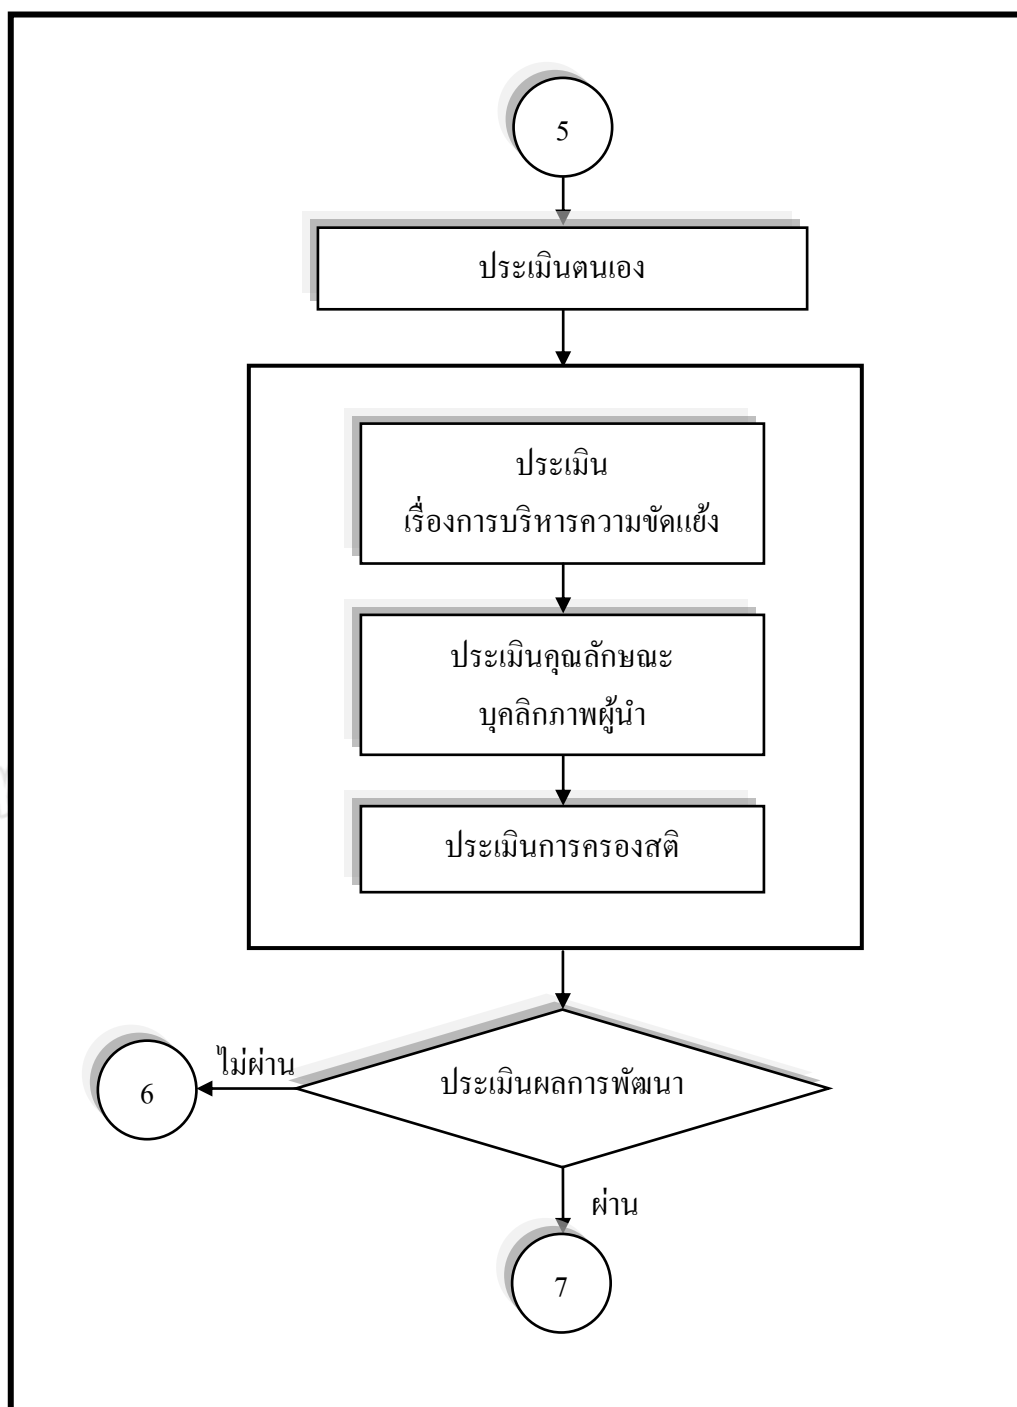 5
ประเมินตนเอง
ประเมิน
เรื่องการบริหารความขัดแย้ง
ประเมินคุณลักษณะ
บุคลิกภาพผู้นำ
ประเมินการครองสติ
ประเมินผลการพัฒนา
ไม่ผ่าน
6
ผ่าน
7